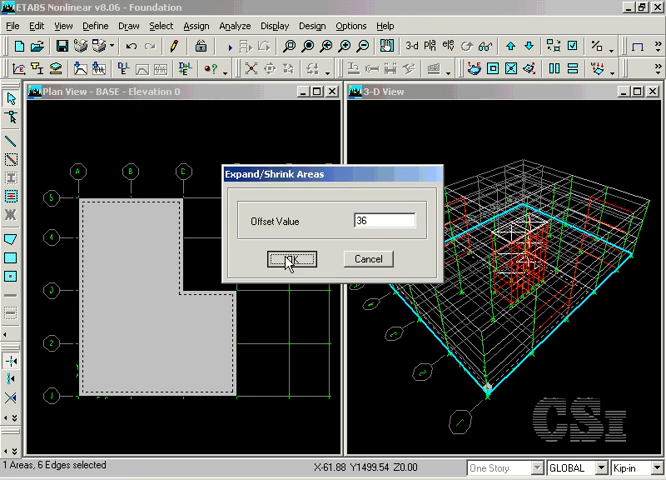 ETABS Nonlinear v8.06 - Foundation
File Edit View Define Draw Select Assign Analyze Display Design Options Help
3-d
Plan View - BASE - Elevation 0
3-D View
A B C
5
4
3
2
1
Expand/Shrink Areas
Offset Value 36
OK Cancel
CSI
1 Areas, 6 Edges selected
X-61.88 Y1499.54 Z0.00
One Story
GLOBAL
Kip-in